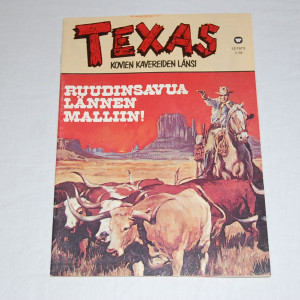 TEXAS
KOVIEN KAVEREIDEN LÄNSI
RUUDINSAVUA
LÄNNEN
MALLIIN!